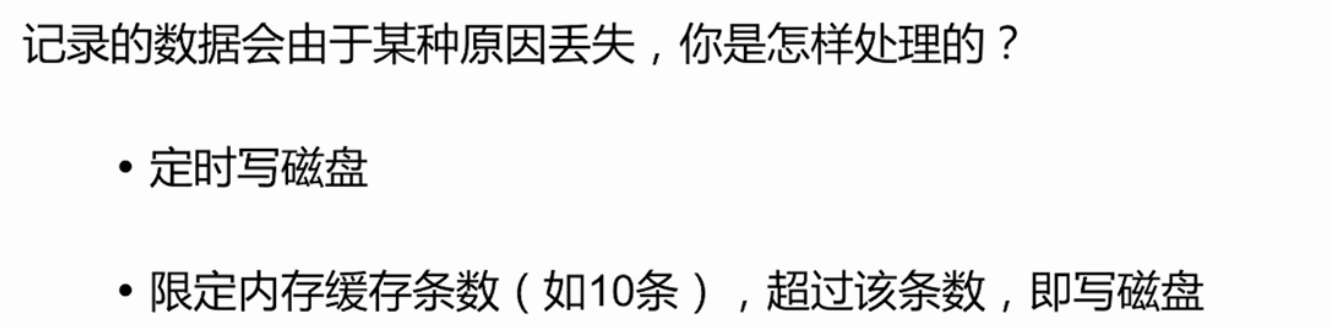 记录的数据会由于某种原因丢失，你是怎样处理的？
• 定时写磁盘
• 限定内存缓存条数（如10条），超过该条数，即写磁盘